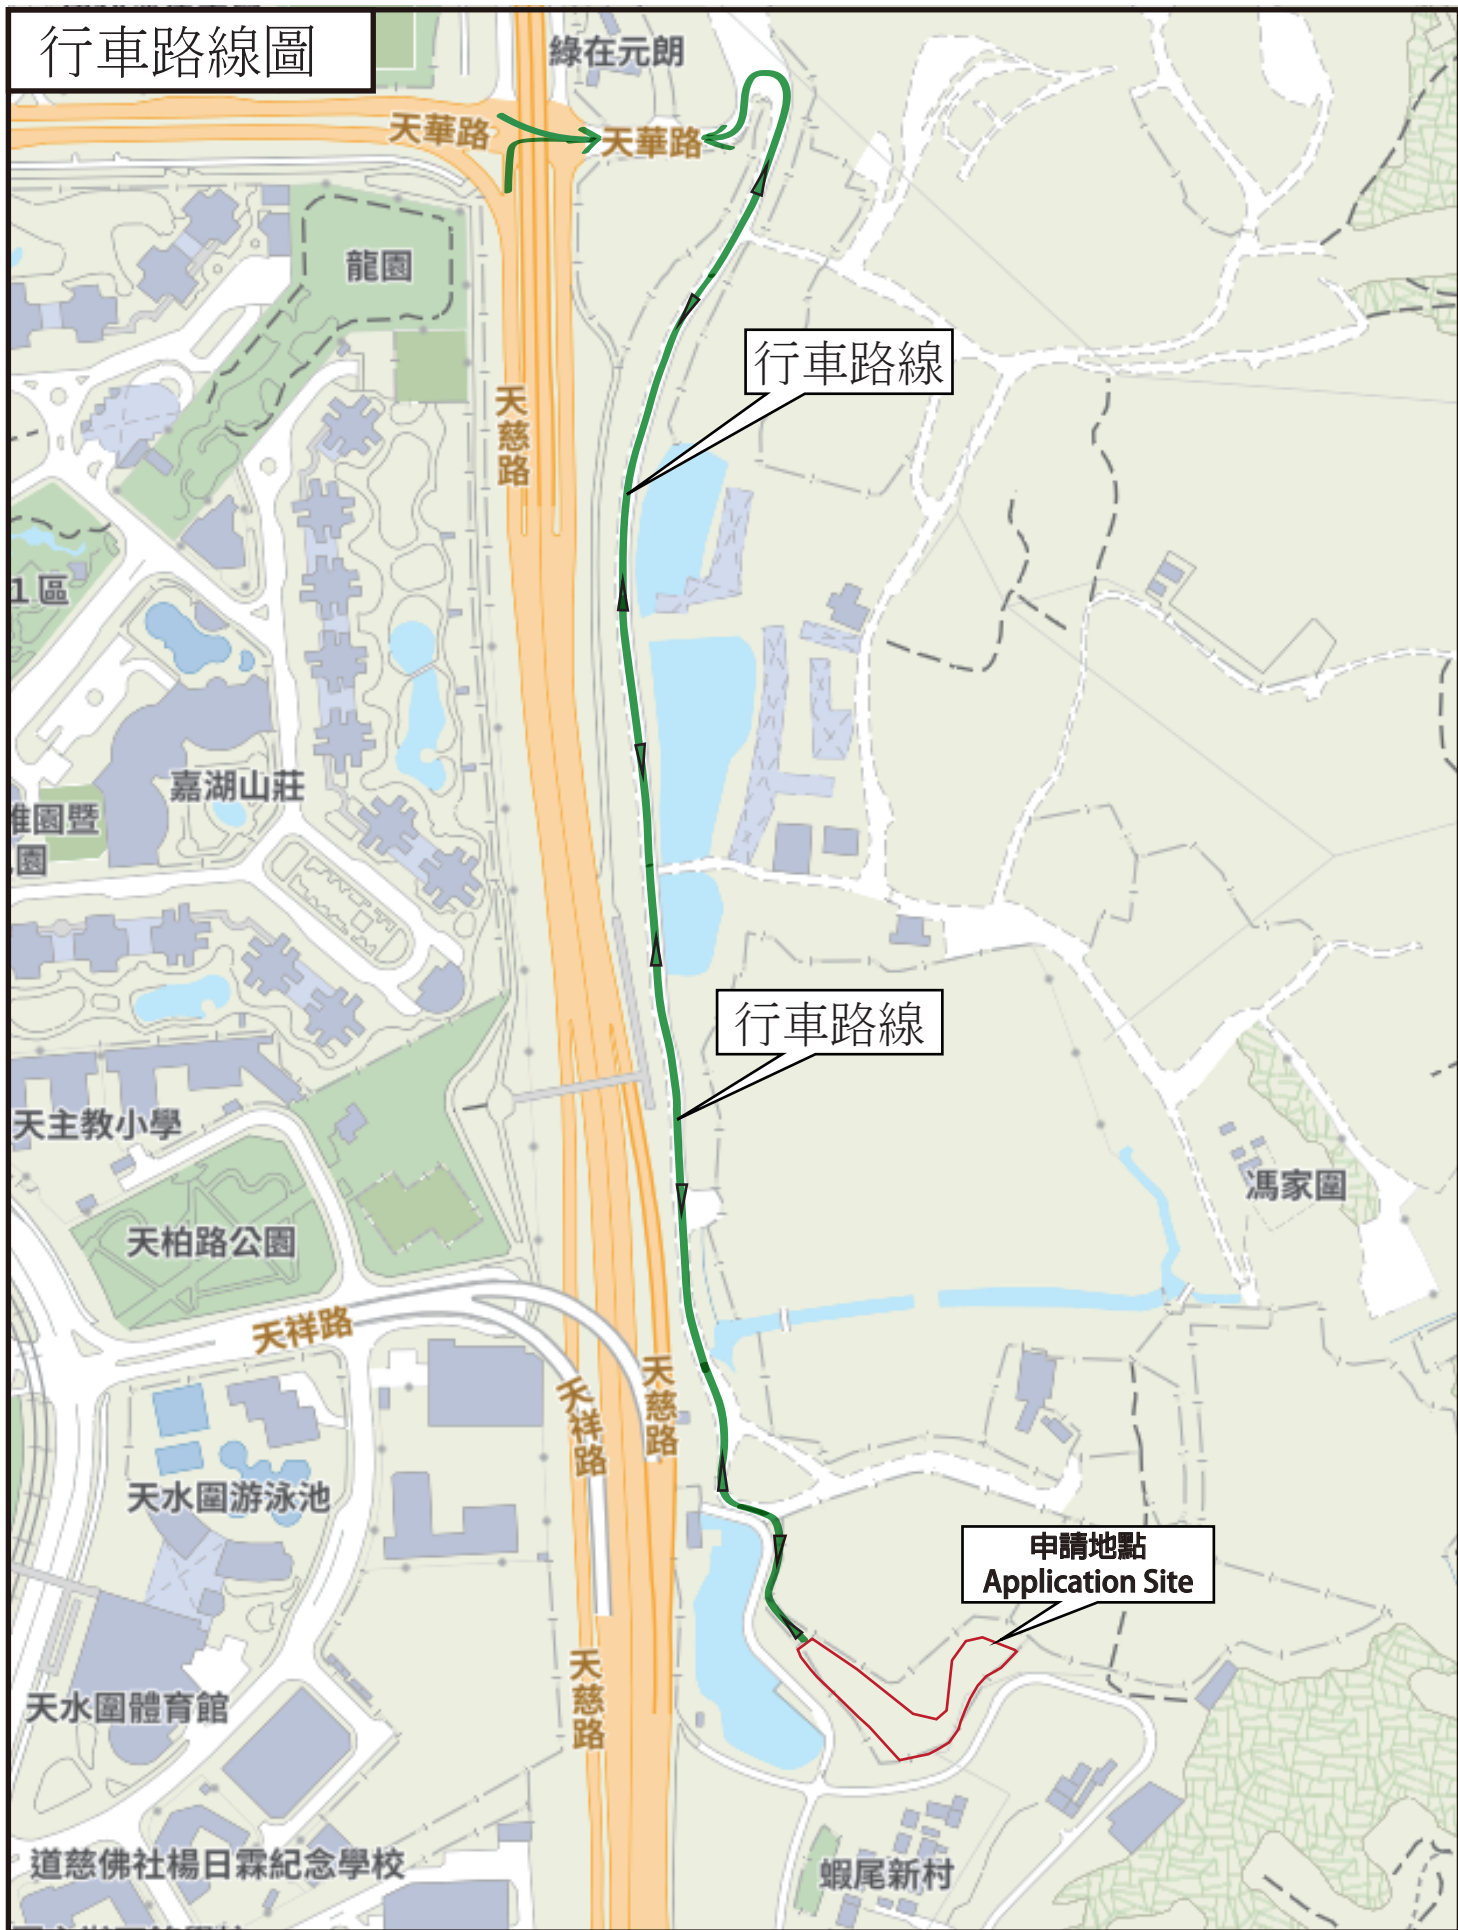 行車路線圖
綠在元朗
天華路
天華路
龍園
行車路線
天慈路
1區
嘉湖山莊
雅園暨
園
行車路線
天主教小學
馮家圍
天柏路公園
天祥路
天慈路
天祥路
天水圍游泳池
申請地點
Application Site
天慈路
天水圍體育館
道慈佛社楊日霖紀念學校
蝦尾新村